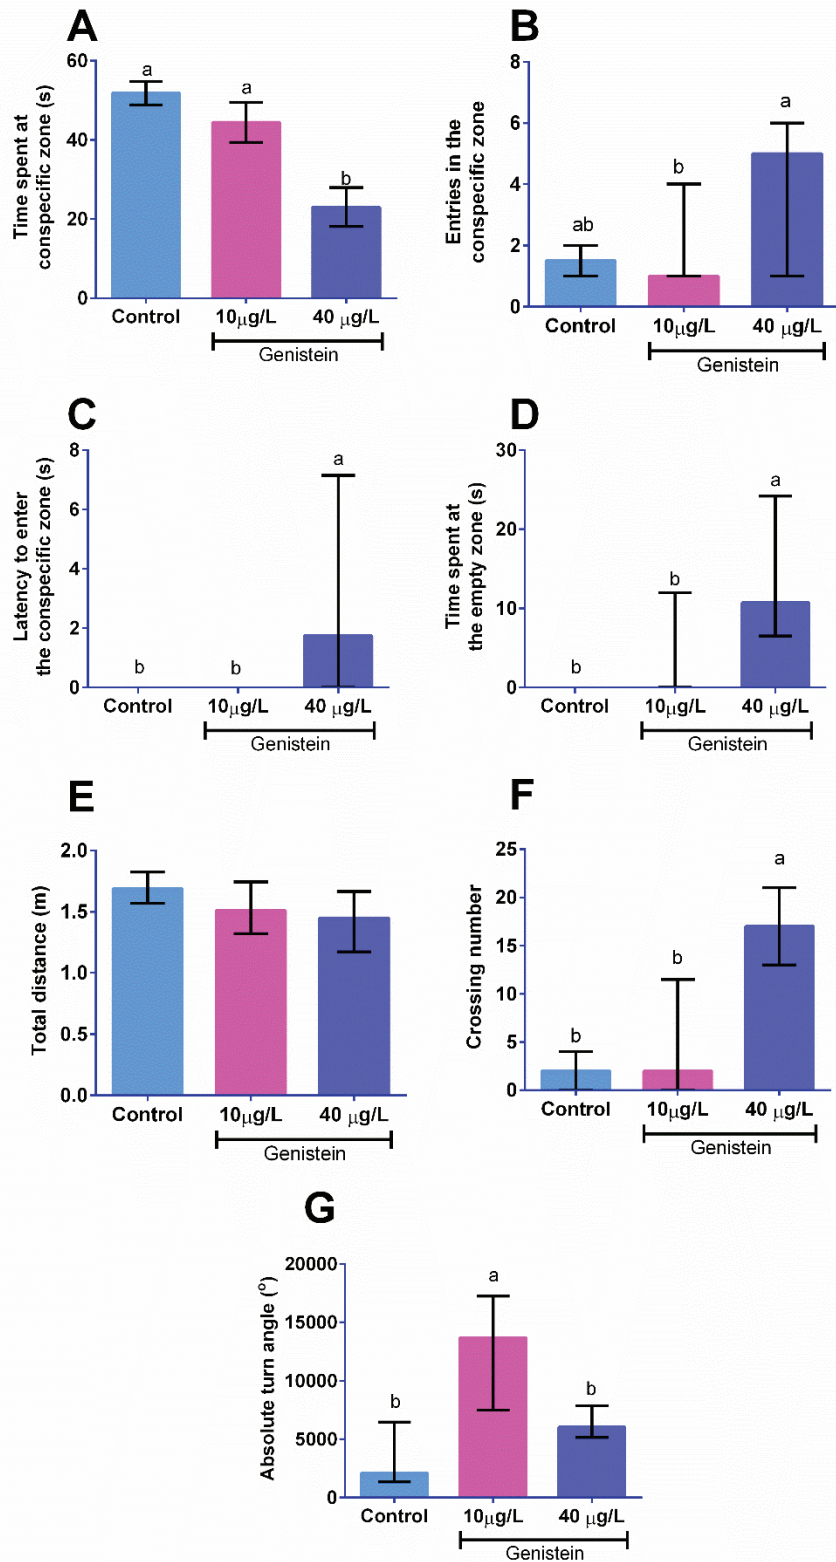 A
Time spent at
conspecific zone (s)
60
40
20
0
a
a
b
Control
10μg/L
40 μg/L
Genistein
B
Entries in the
conspecific zone
8
6
4
2
0
ab
b
a
Control
10μg/L
40 μg/L
Genistein
C
Latency to enter
the conspecific zone (s)
8
6
4
2
0
b
b
a
Control
10μg/L
40 μg/L
Genistein
D
Time spent at
the empty zone (s)
30
20
10
0
b
b
a
Control
10μg/L
40 μg/L
Genistein
E
Total distance (m)
2.0
1.5
1.0
0.5
0.0
Control
10μg/L
40 μg/L
Genistein
F
Crossing number
25
20
15
10
5
0
b
b
a
Control
10μg/L
40 μg/L
Genistein
G
Absolute turn angle (°)
20000
15000
10000
5000
0
b
a
b
Control
10μg/L
40 μg/L
Genistein